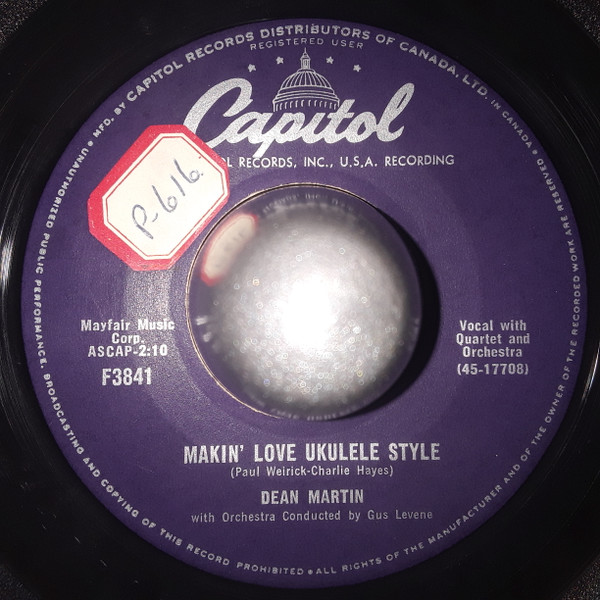 MFD. BY CAPITOL RECORDS DISTRIBUTORS OF CANADA, LTD. IN CANADA •
REGISTERED USER
Capitol
RECORDS, INC., U.S.A. RECORDING
P-616
Mayfair Music
Corp.
ASCAP-2:10
F3841
Vocal with
Quartet and
Orchestra
(45-17708)
MAKIN' LOVE UKULELE STYLE
(Paul Weirick-Charlie Hayes)
DEAN MARTIN
with Orchestra Conducted by Gus Levene
UNAUTHORIZED PUBLIC PERFORMANCE, BROADCASTING AND COPYING OF THIS RECORD PROHIBITED • ALL RIGHTS OF THE MANUFACTURER AND OF THE OWNER OF THE RECORDED WORK ARE RESERVED •